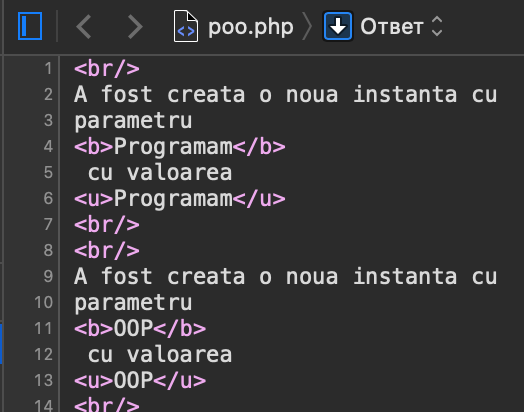 poo.php Ответ
1 <br/>
2 A fost creata o noua instanta cu
3 parametru
4 <b>Programam</b>
5 cu valoarea
6 <u>Programam</u>
7 <br/>
8 <br/>
9 A fost creata o noua instanta cu
10 parametru
11 <b>OOP</b>
12 cu valoarea
13 <u>OOP</u>
14 <br/>